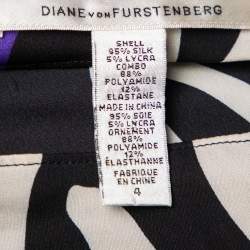 DIANE VON FURSTENBERG
SHELL
95% SILK
5% LYCRA
COMBO
88%
POLYAMIDE
12%
ELASTANE
MADE IN CHINA
95% SOIE
5% LYCRA
ORNEMENT
88%
POLYAMIDE
12%
ELASTHANNE
FABRIQUE
EN CHINE
4